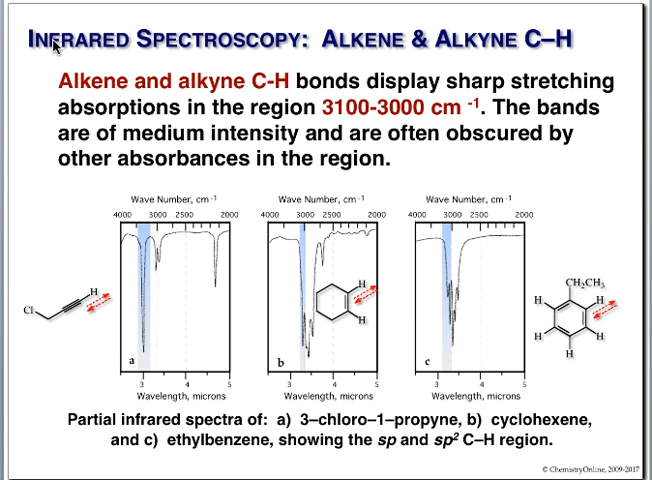 INFRARED SPECTROSCOPY: ALKENE & ALKYNE C–H
Alkene and alkyne C-H bonds display sharp stretching
absorptions in the region 3100-3000 cm -1. The bands
are of medium intensity and are often obscured by
other absorbances in the region.
Wave Number, cm-1
4000 3000 2500 2000
Wave Number, cm-1
4000 3000 2500 2000
Wave Number, cm-1
4000 3000 2500 2000
Cl
H
a
H
H
b
c
CH2CH3
H
H
H
H
H
3 4 5
Wavelength, microns
3 4 5
Wavelength, microns
3 4 5
Wavelength, microns
Partial infrared spectra of: a) 3–chloro–1–propyne, b) cyclohexene,
and c) ethylbenzene, showing the sp and sp2 C–H region.
© ChemistryOnline, 2009-2017